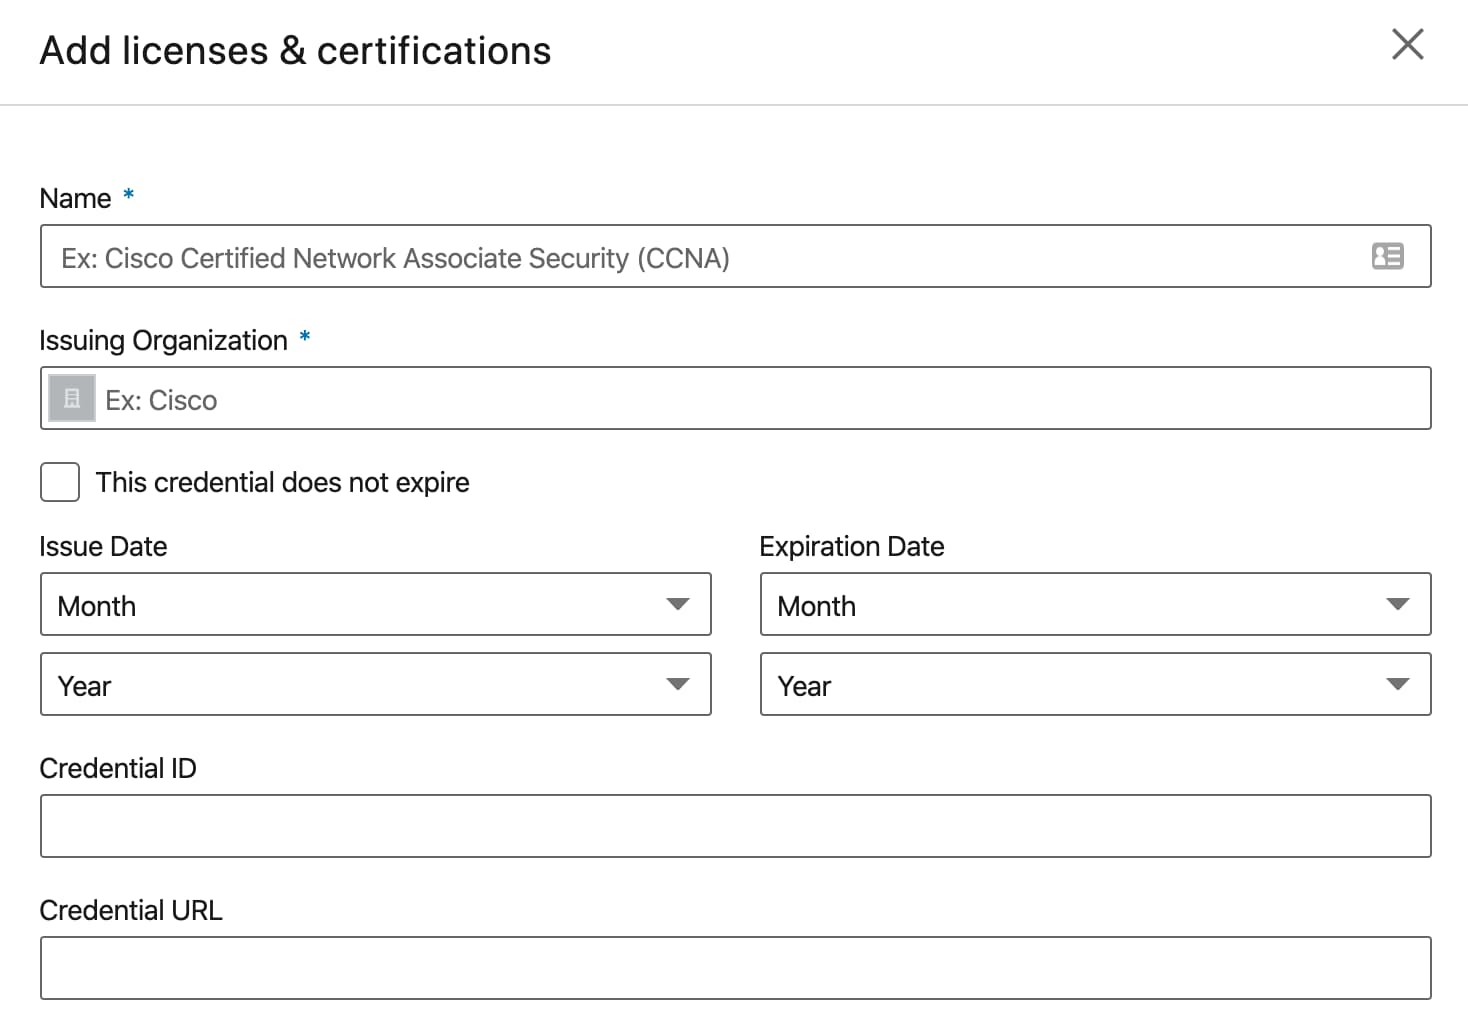 Add licenses & certifications
Name *
Ex: Cisco Certified Network Associate Security (CCNA)
Issuing Organization *
Ex: Cisco
This credential does not expire
Issue Date
Expiration Date
Month
Month
Year
Year
Credential ID
Credential URL